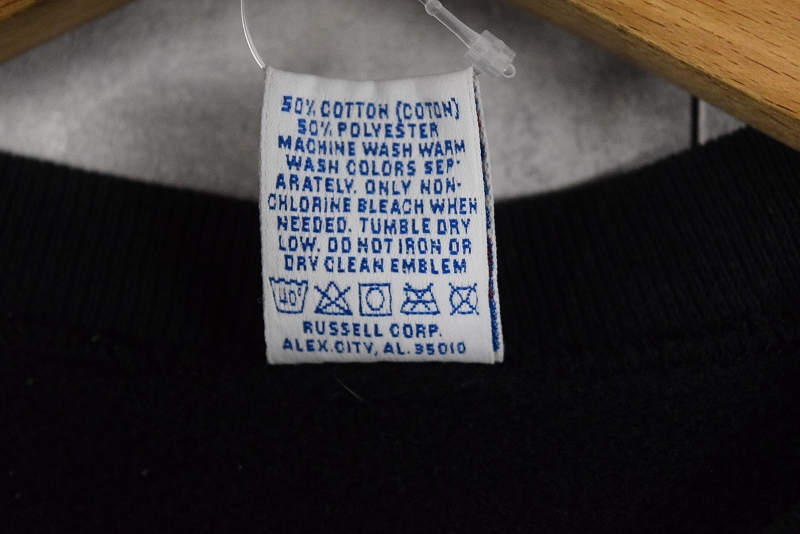 50% COTTON (COTON)
50% POLYESTER
MACHINE WASH WARM
WASH COLORS SEP-
ARATELY. ONLY NON-
CHLORINE BLEACH WHEN
NEEDED. TUMBLE DRY
LOW. DO NOT IRON OR
DRY CLEAN EMBLEM
40°
RUSSELL CORP.
ALEX.CITY, AL. 35010